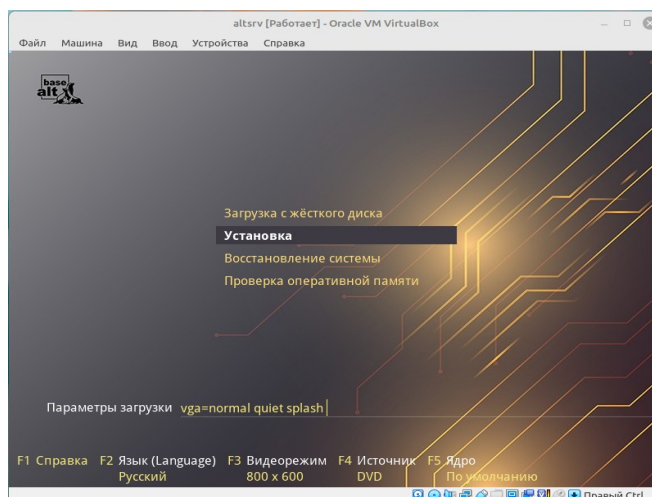 altsrv [Работает] - Oracle VM VirtualBox
Файл Машина Вид Ввод Устройства Справка
base
alt
Загрузка с жёсткого диска
Установка
Восстановление системы
Проверка оперативной памяти
Параметры загрузки vga=normal quiet splash
F1 Справка F2 Язык (Language) F3 Видеорежим F4 Источник F5 Ядро
Русский 800 x 600 DVD По умолчанию
Правый Ctrl